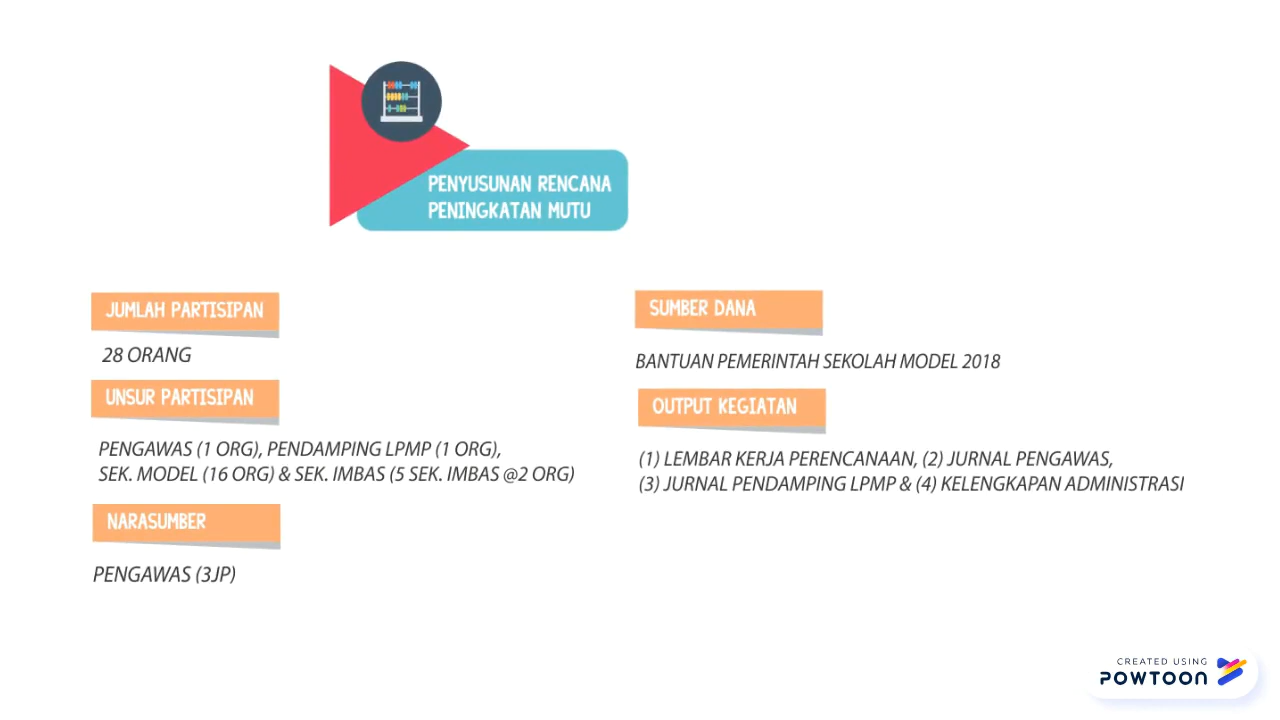 PENYUSUNAN RENCANA
PENINGKATAN MUTU
JUMLAH PARTISIPAN
28 ORANG
UNSUR PARTISIPAN
PENGAWAS (1 ORG), PENDAMPING LPMP (1 ORG),
SEK. MODEL (16 ORG) & SEK. IMBAS (5 SEK. IMBAS @2 ORG)
NARASUMBER
PENGAWAS (3JP)
SUMBER DANA
BANTUAN PEMERINTAH SEKOLAH MODEL 2018
OUTPUT KEGIATAN
(1) LEMBAR KERJA PERENCANAAN, (2) JURNAL PENGAWAS,
(3) JURNAL PENDAMPING LPMP & (4) KELENGKAPAN ADMINISTRASI
CREATED USING
POWTOON